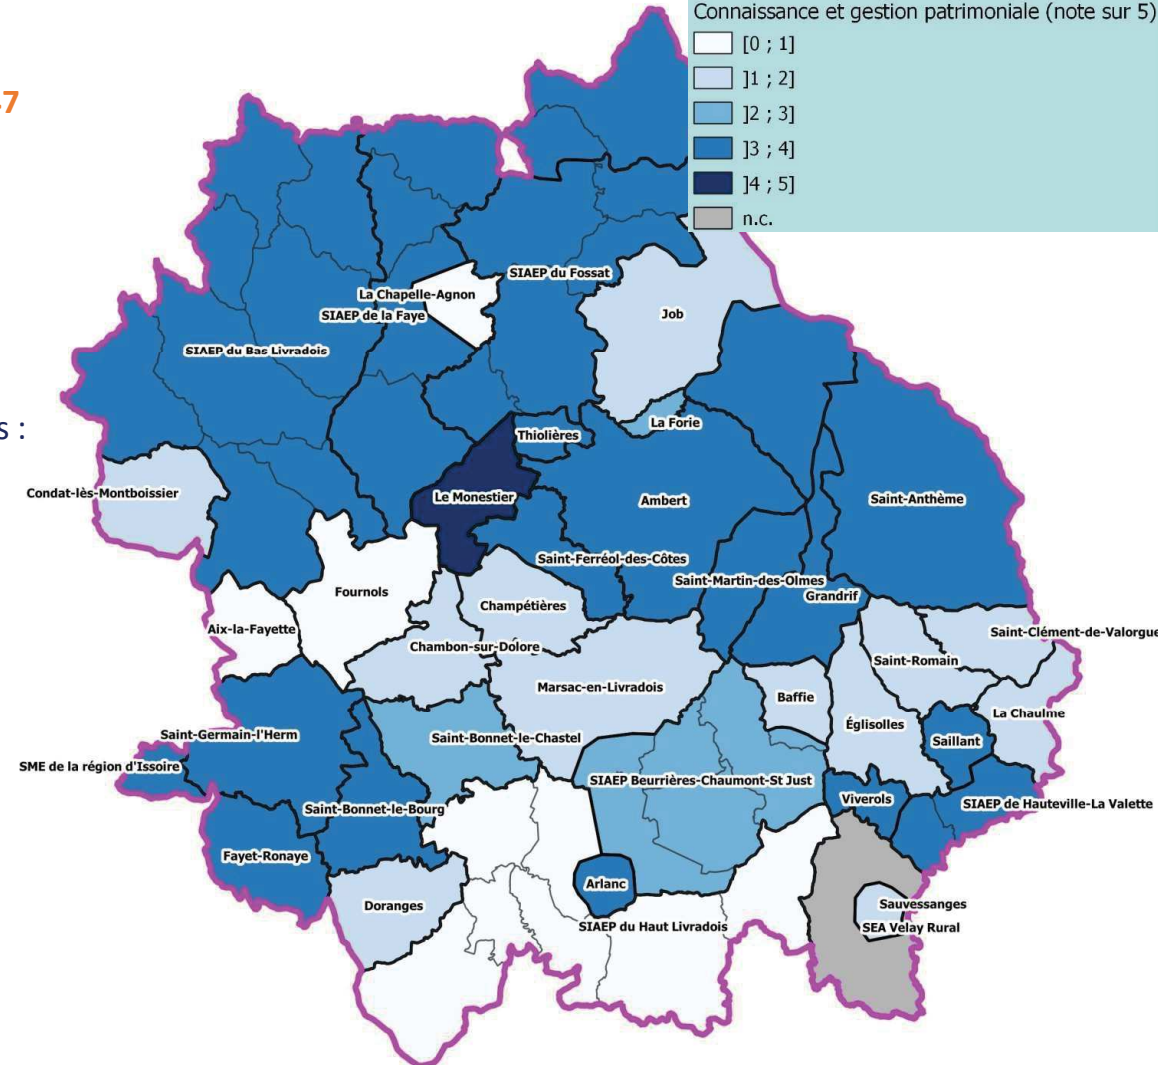 Connaissance et gestion patrimoniale (note sur 5)
[0 ; 1]
]1 ; 2]
]2 ; 3]
]3 ; 4]
]4 ; 5]
n.c.
7
s :
SIAEP du Fossat
La Chapelle-Agnon
SIAEP de la Faye
Job
SIAEP du Bas Livradois
La Forie
Thiolières
Condat-lès-Montboissier
Le Monestier
Ambert
Saint-Anthème
Saint-Ferréol-des-Côtes
Saint-Martin-des-Olmes
Fournols
Grandrif
Champétières
Aix-la-Fayette
Saint-Clément-de-Valorgue
Chambon-sur-Dolore
Saint-Romain
Marsac-en-Livradois
Baffie
La Chaulme
Églisolles
Saint-Germain-l'Herm
Saint-Bonnet-le-Chastel
Saillant
SME de la région d'Issoire
SIAEP Beurrières-Chaumont-St Just
Viverols
SIAEP de Hauteville-La Valette
Saint-Bonnet-le-Bourg
Fayet-Ronaye
Arlanc
Doranges
Sauvessanges
SIAEP du Haut Livradois
SEA Velay Rural